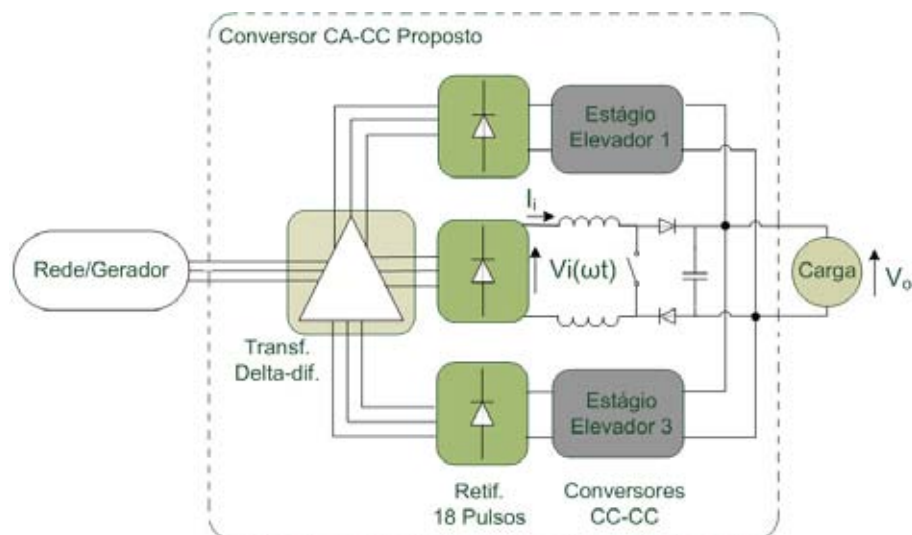 Conversor CA-CC Proposto
Estágio
Elevador 1
Ii
Rede/Gerador
Vi(ωt)
Carga
Vo
Transf.
Delta-dif.
Estágio
Elevador 3
Retif.
18 Pulsos
Conversores
CC-CC